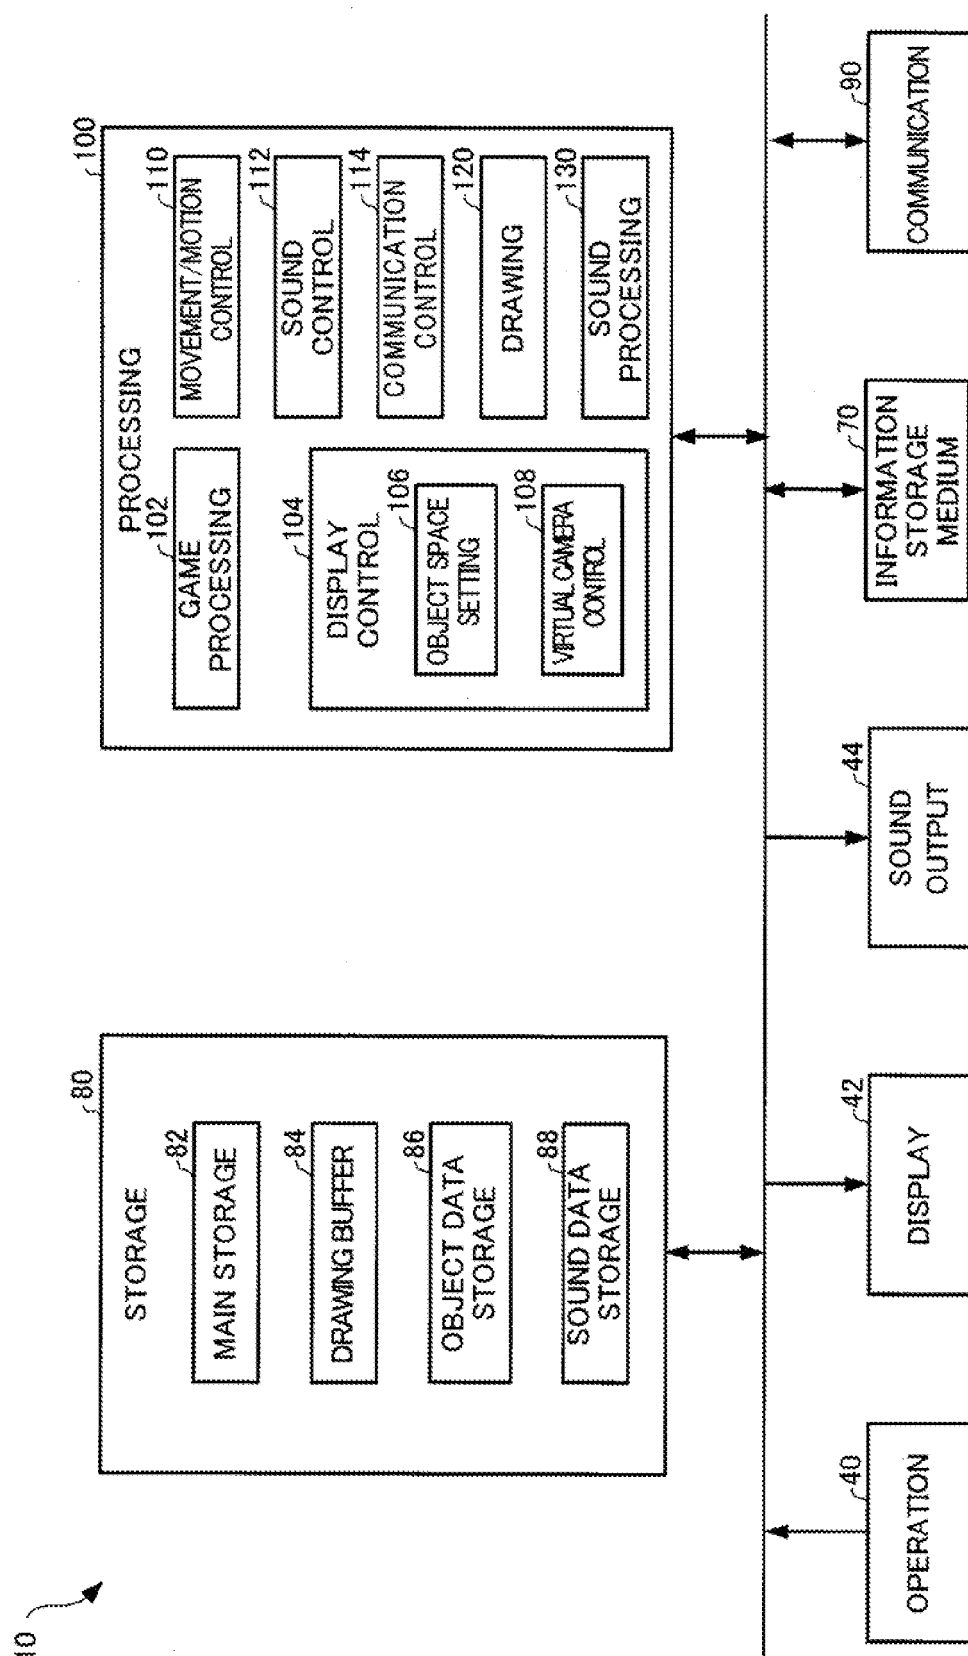 10
80
STORAGE
82
MAIN STORAGE
84
DRAWING BUFFER
86
OBJECT DATA
STORAGE
88
SOUND DATA
STORAGE
100
PROCESSING
102
GAME
PROCESSING
104
DISPLAY
CONTROL
106
OBJECT SPACE
SETTING
108
VIRTUAL CAMERA
CONTROL
110
MOVEMENT/MOTION
CONTROL
112
SOUND
CONTROL
114
COMMUNICATION
CONTROL
120
DRAWING
130
SOUND
PROCESSING
40
OPERATION
42
DISPLAY
44
SOUND
OUTPUT
70
INFORMATION
STORAGE
MEDIUM
90
COMMUNICATION